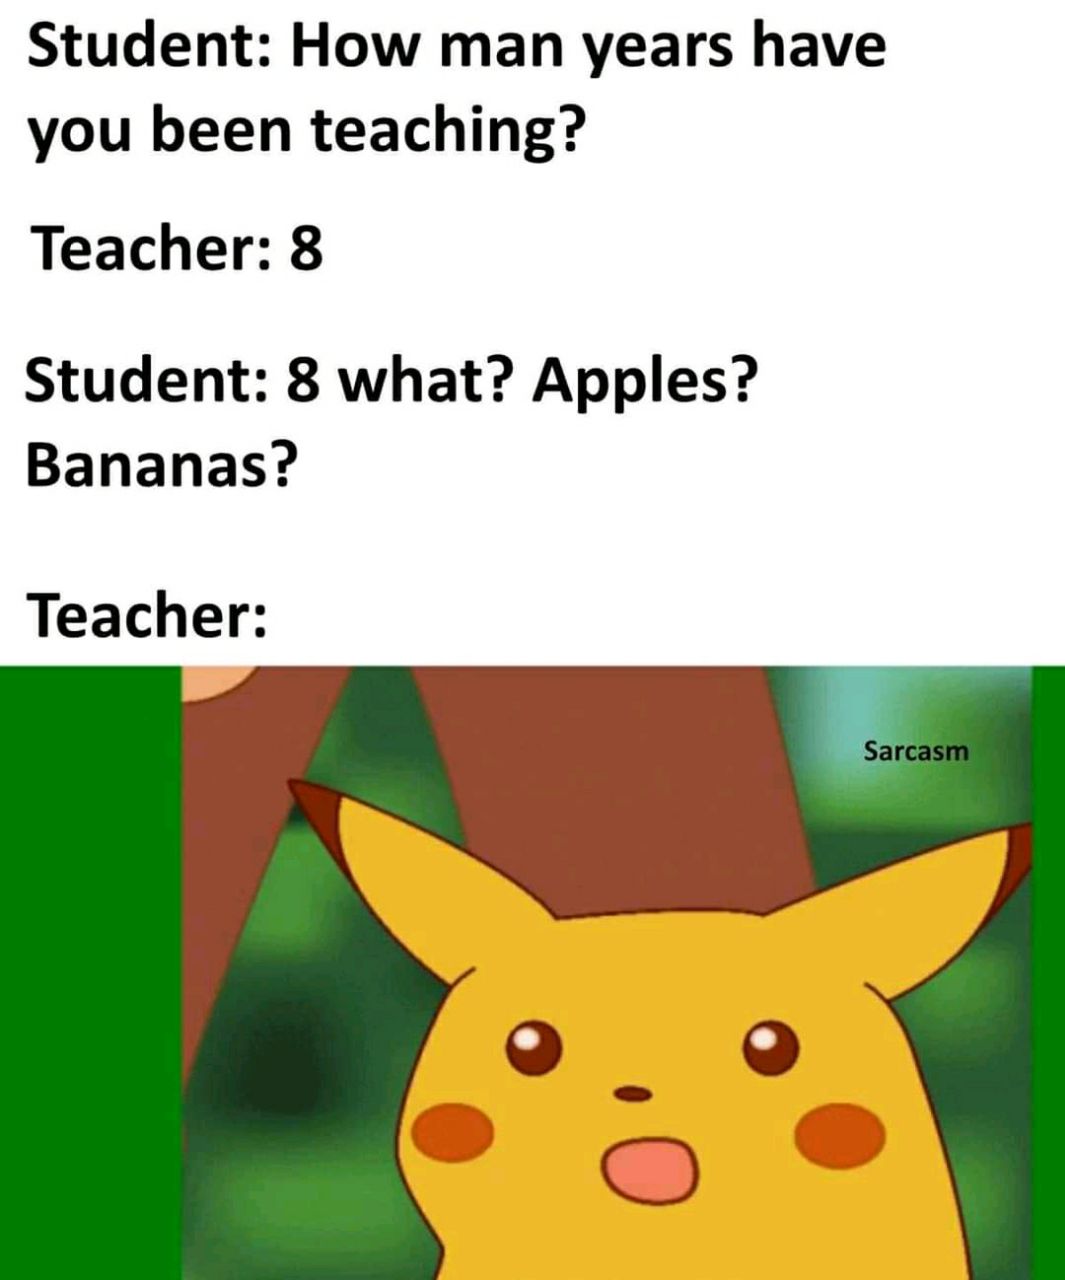 Student: How man years have
you been teaching?
Teacher: 8
Student: 8 what? Apples?
Bananas?
Teacher:
Sarcasm